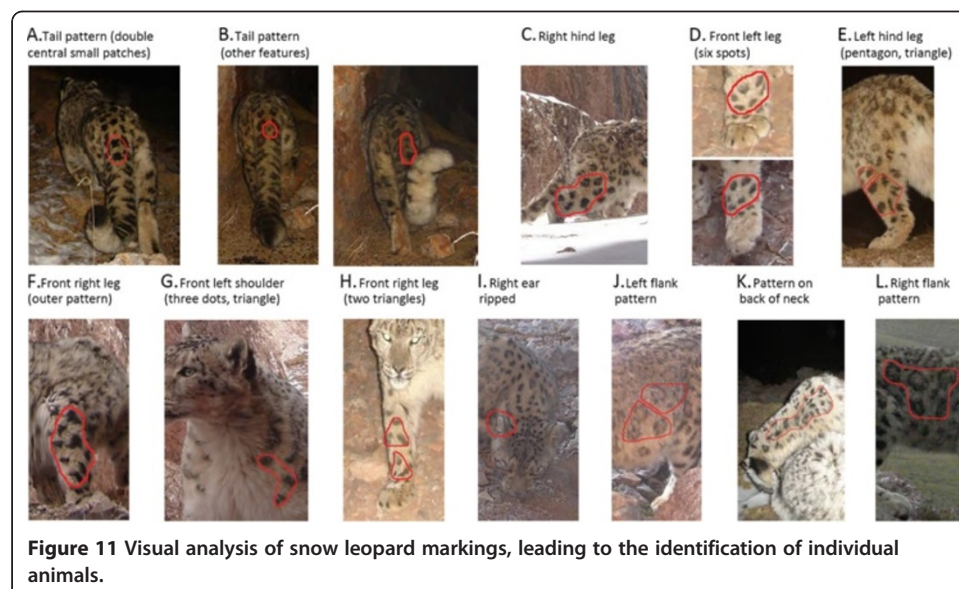 A. Tail pattern (double
central small patches)
B. Tail pattern
(other features)
C. Right hind leg
D. Front left leg
(six spots)
E. Left hind leg
(pentagon, triangle)
F. Front right leg
(outer pattern)
G. Front left shoulder
(three dots, triangle)
H. Front right leg
(two triangles)
I. Right ear
ripped
J. Left flank
pattern
K. Pattern on
back of neck
L. Right flank
pattern
Figure 11 Visual analysis of snow leopard markings, leading to the identification of individual
animals.